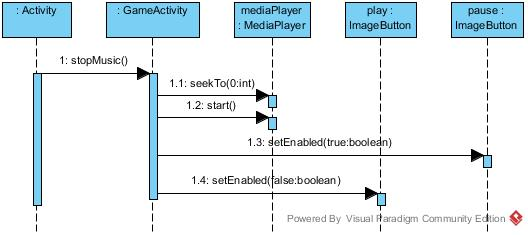 : Activity
: GameActivity
mediaPlayer
: MediaPlayer
play :
ImageButton
pause :
ImageButton
1: stopMusic()
1.1: seekTo(0:int)
1.2: start()
1.3: setEnabled(true:boolean)
1.4: setEnabled(false:boolean)
Powered By Visual Paradigm Community Edition